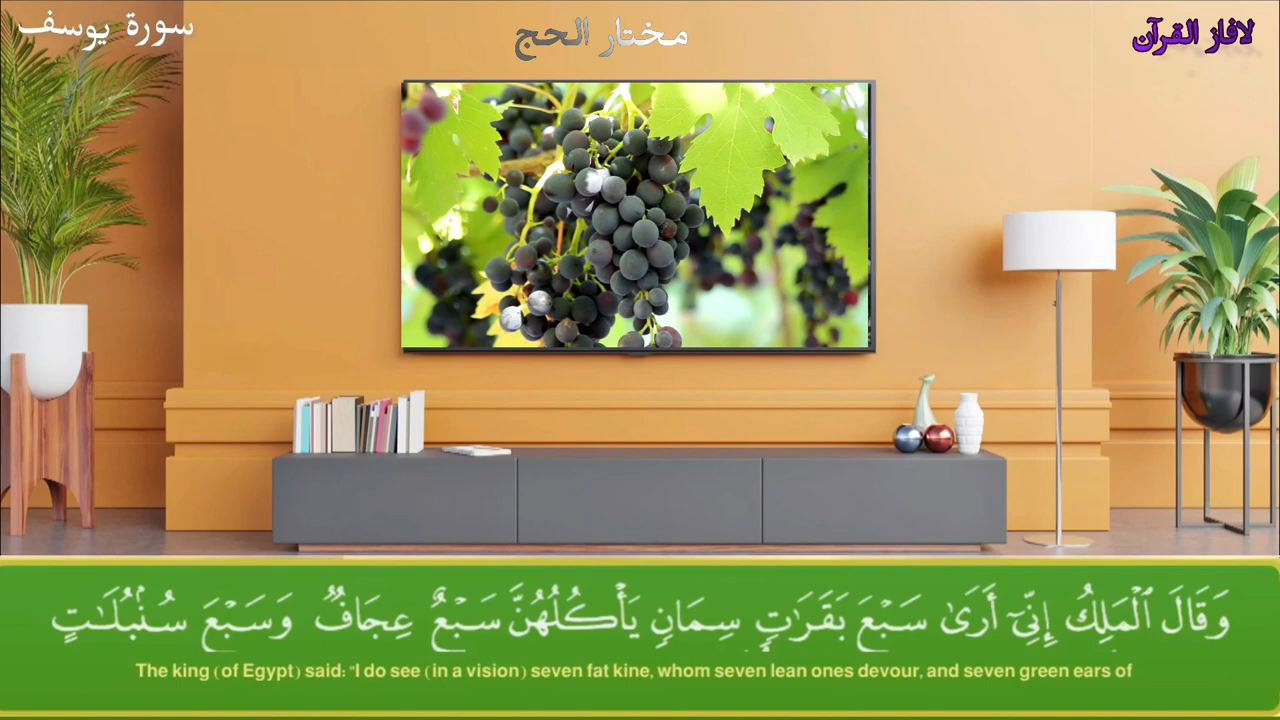 سورة يوسف
مختار الحج
لافاز القرآن
وَقَالَ ٱلْمَلِكُ إِنِّىٓ أَرَىٰ سَبْعَ بَقَرَٰتٍ سِمَانٍ يَأْكُلُهُنَّ سَبْعٌ عِجَافٌ وَسَبْعَ سُنۢبُلَٰتٍ
The king (of Egypt) said: "I do see (in a vision) seven fat kine, whom seven lean ones devour, and seven green ears of